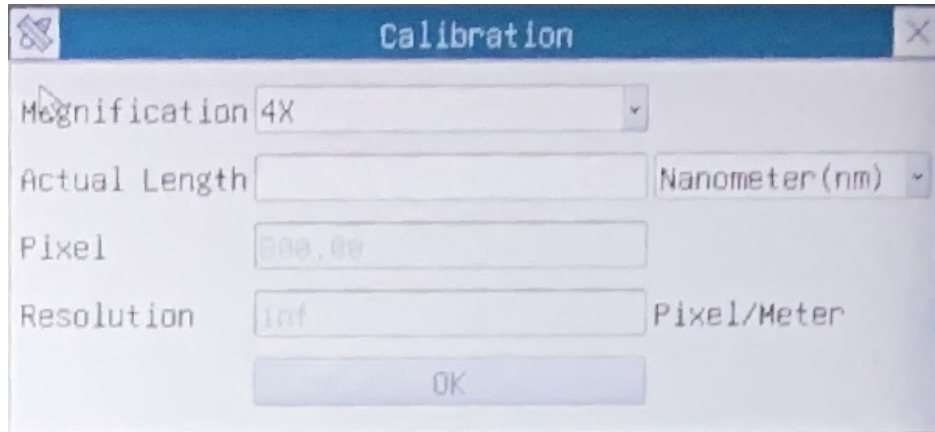 Calibration
Magnification 4X
Actual Length Nanometer(nm)
Pixel 800.00
Resolution inf Pixel/Meter
OK